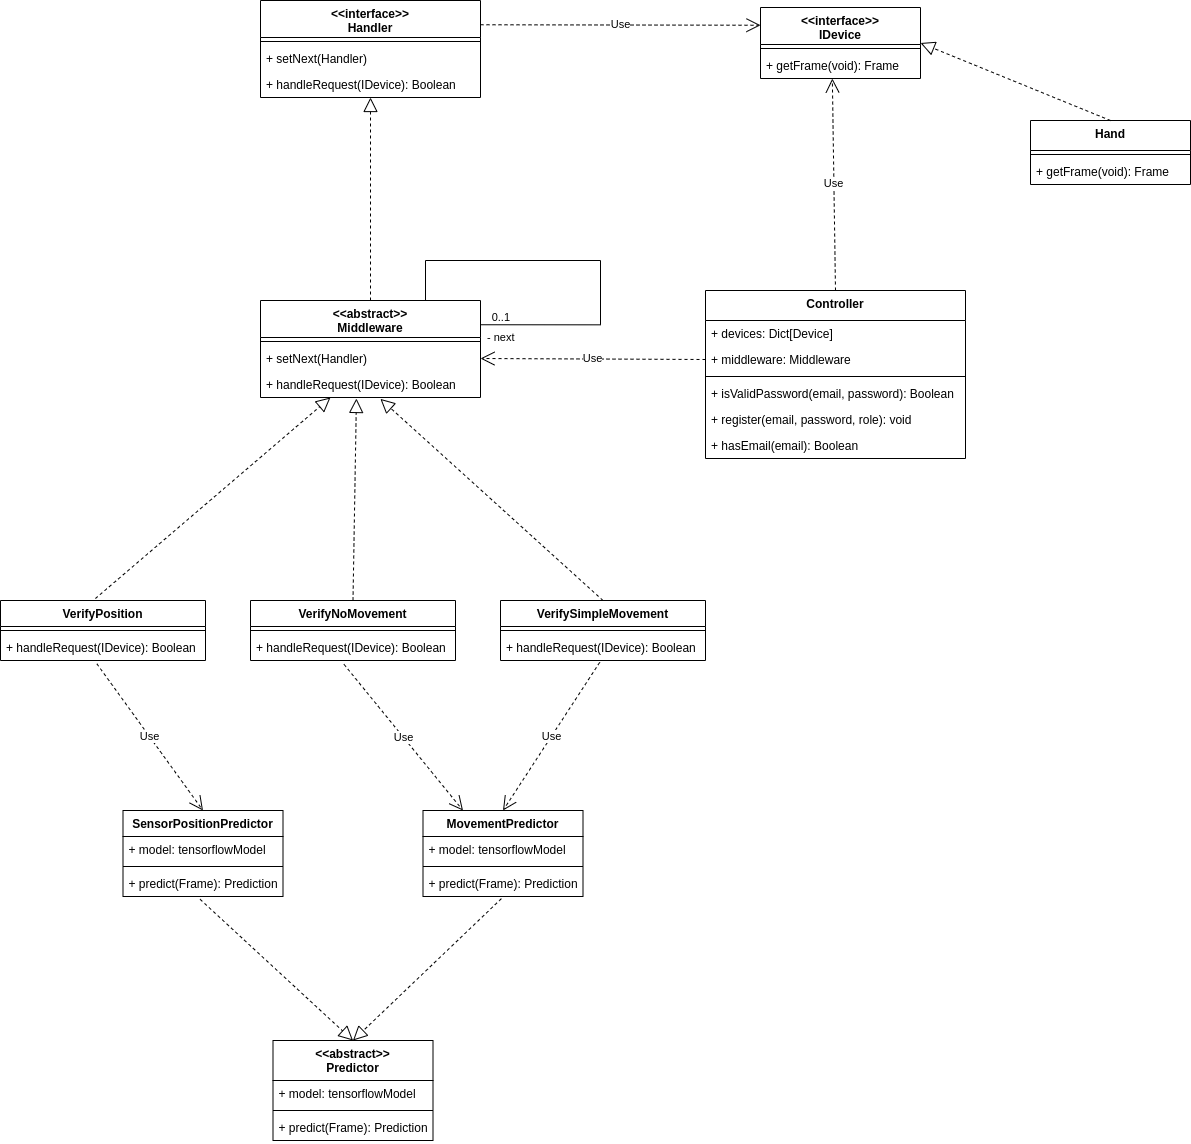 <<interface>>
Handler
+ setNext(Handler)
+ handleRequest(IDevice): Boolean
Use
<<interface>>
IDevice
+ getFrame(void): Frame
Hand
+ getFrame(void): Frame
Use
<<abstract>>
Middleware
+ setNext(Handler)
+ handleRequest(IDevice): Boolean
0..1
- next
Use
Controller
+ devices: Dict[Device]
+ middleware: Middleware
+ isValidPassword(email, password): Boolean
+ register(email, password, role): void
+ hasEmail(email): Boolean
VerifyPosition
+ handleRequest(IDevice): Boolean
VerifyNoMovement
+ handleRequest(IDevice): Boolean
VerifySimpleMovement
+ handleRequest(IDevice): Boolean
Use
Use
Use
SensorPositionPredictor
+ model: tensorflowModel
+ predict(Frame): Prediction
MovementPredictor
+ model: tensorflowModel
+ predict(Frame): Prediction
<<abstract>>
Predictor
+ model: tensorflowModel
+ predict(Frame): Prediction